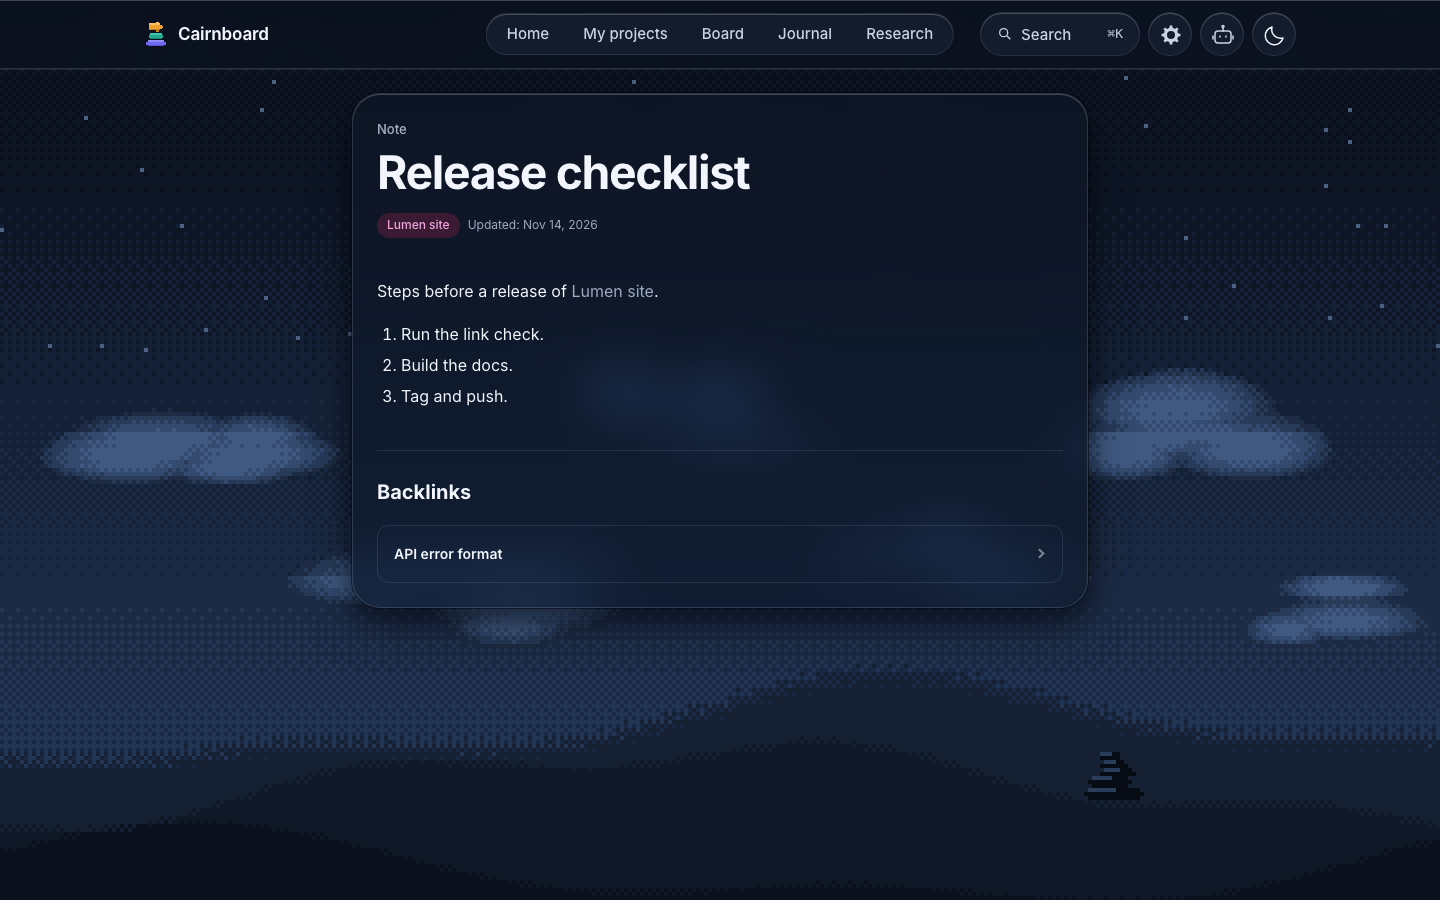 Cairnboard
Home My projects Board Journal Research
Search ⌘K
Note
Release checklist
Lumen site Updated: Nov 14, 2026
Steps before a release of Lumen site.
1. Run the link check.
2. Build the docs.
3. Tag and push.
Backlinks
API error format